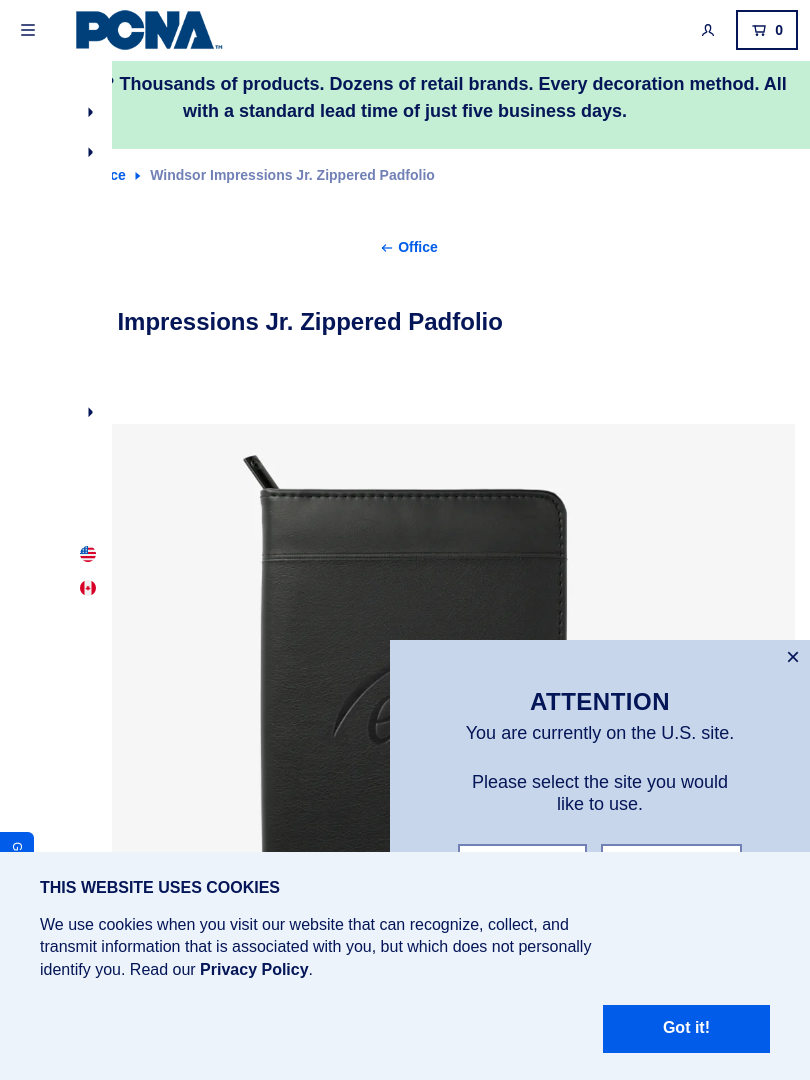 PCNA
TM
0
? Thousands of products. Dozens of retail brands. Every decoration method. All
with a standard lead time of just five business days.
ce
Windsor Impressions Jr. Zippered Padfolio
Office
Impressions Jr. Zippered Padfolio
ATTENTION
You are currently on the U.S. site.
Please select the site you would
like to use.
G
THIS WEBSITE USES COOKIES
We use cookies when you visit our website that can recognize, collect, and
transmit information that is associated with you, but which does not personally
identify you. Read our Privacy Policy.
Got it!